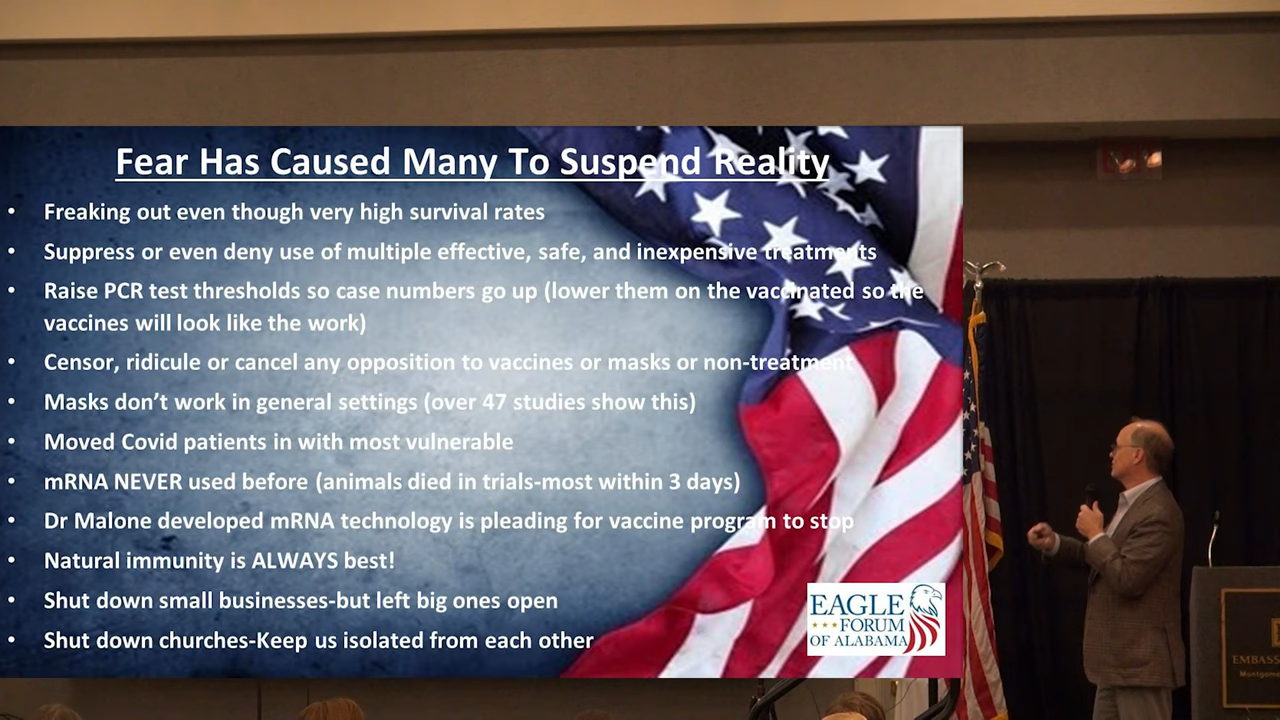 Fear Has Caused Many To Suspend Reality
• Freaking out even though very high survival rates
• Suppress or even deny use of multiple effective, safe, and inexpensive treatments
• Raise PCR test thresholds so case numbers go up (lower them on the vaccinated so the
vaccines will look like the work)
• Censor, ridicule or cancel any opposition to vaccines or masks or non-treatment
• Masks don’t work in general settings (over 47 studies show this)
• Moved Covid patients in with most vulnerable
• mRNA NEVER used before (animals died in trials-most within 3 days)
• Dr Malone developed mRNA technology is pleading for vaccine program to stop
• Natural immunity is ALWAYS best!
• Shut down small businesses-but left big ones open
• Shut down churches-Keep us isolated from each other
EAGLE
FORUM
OF ALABAMA
EMBASS
Montgom